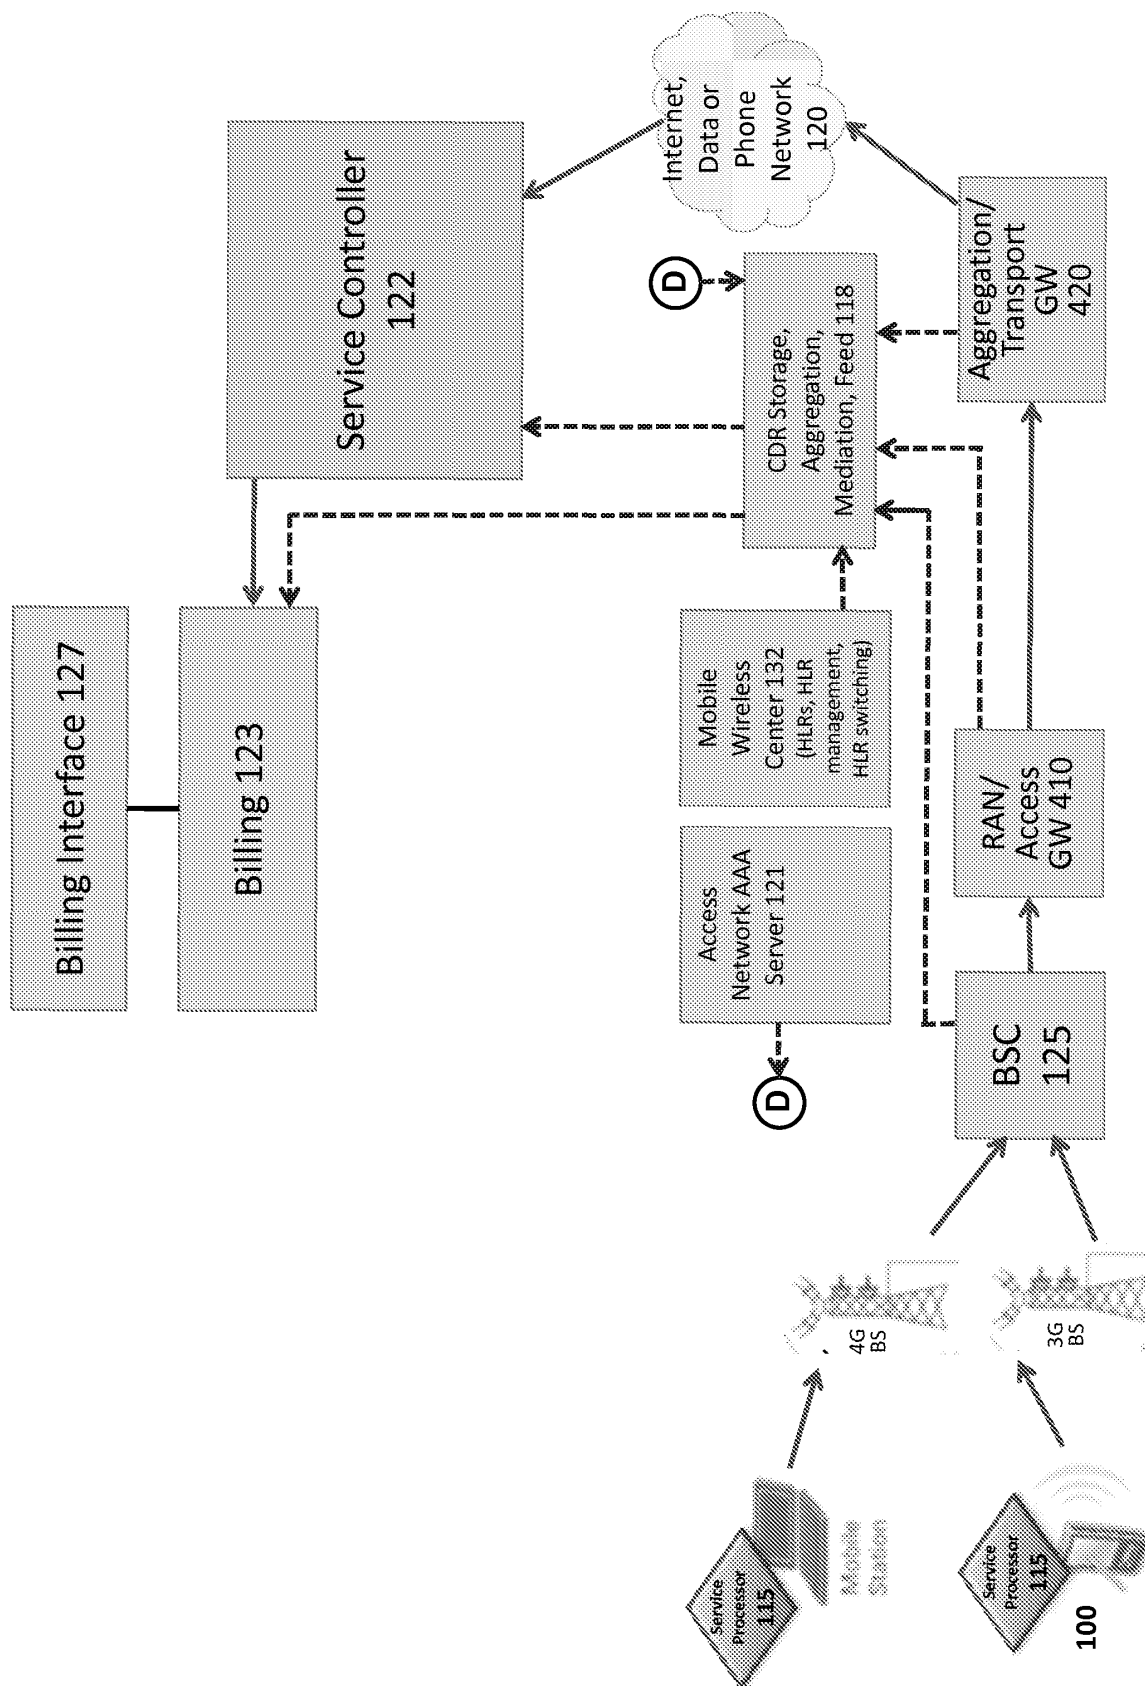 Billing Interface 127
Billing 123
Service Controller
122
Internet,
Data or
Phone
Network
120
D
CDR Storage,
Aggregation,
Mediation, Feed 118
Mobile
Wireless
Center 132
(HLRs, HLR
management,
HLR switching)
Access
Network AAA
Server 121
D
Aggregation/
Transport
GW
420
RAN/
Access
GW 410
BSC
125
4G
BS
3G
BS
Service
Processor
115
Mobile
Station
Service
Processor
115
100